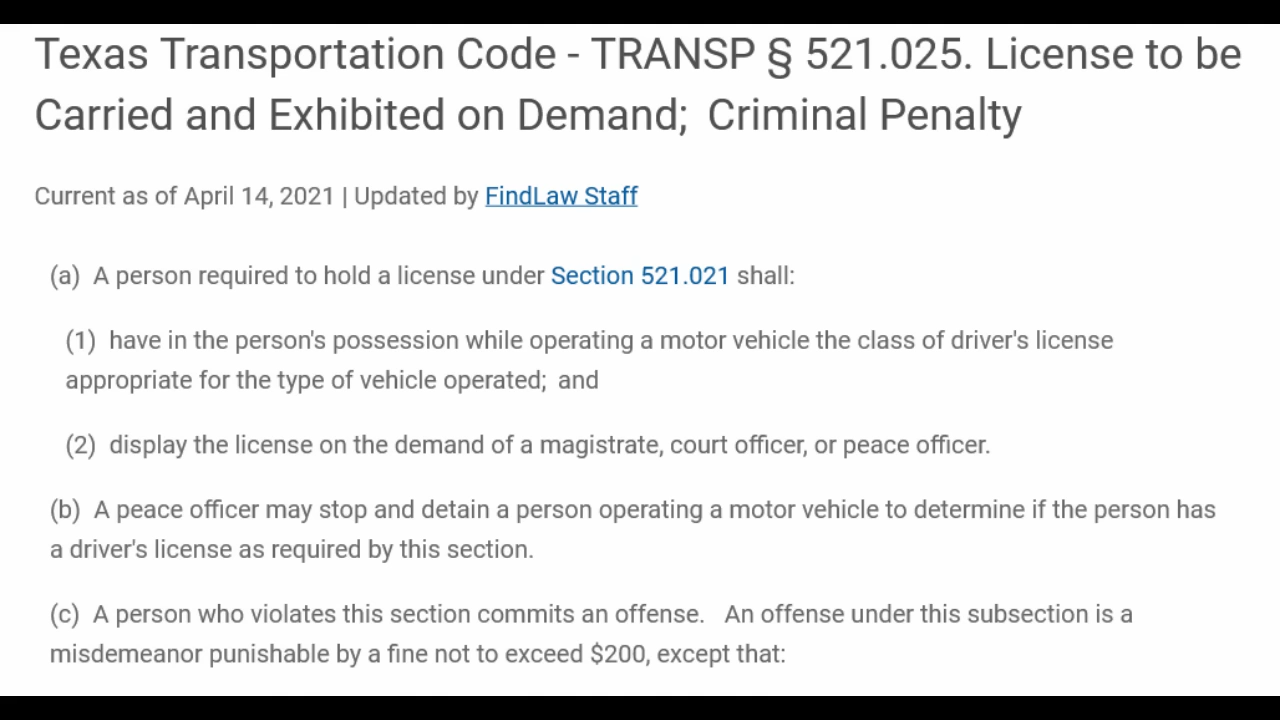 Texas Transportation Code - TRANSP § 521.025. License to be
Carried and Exhibited on Demand; Criminal Penalty
Current as of April 14, 2021 | Updated by FindLaw Staff
(a) A person required to hold a license under Section 521.021 shall:
(1) have in the person's possession while operating a motor vehicle the class of driver's license
appropriate for the type of vehicle operated; and
(2) display the license on the demand of a magistrate, court officer, or peace officer.
(b) A peace officer may stop and detain a person operating a motor vehicle to determine if the person has
a driver's license as required by this section.
(c) A person who violates this section commits an offense. An offense under this subsection is a
misdemeanor punishable by a fine not to exceed $200, except that: